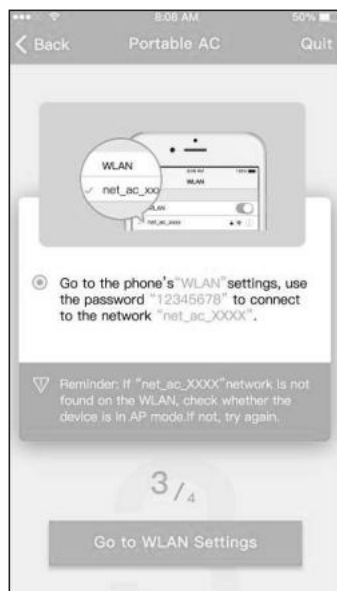 8:08 AM
50%
Back
Portable AC
Quit
WLAN
net_ac_xxx
WLAN
WLAN
net_ac_xxxx
Go to the phone's "WLAN"settings, use
the password "12345678" to connect
to the network "net_ac_XXXX".
Reminder: If "net_ac_XXXX"network is not
found on the WLAN, check whether the
device is in AP mode.If not, try again.
3/4
Go to WLAN Settings